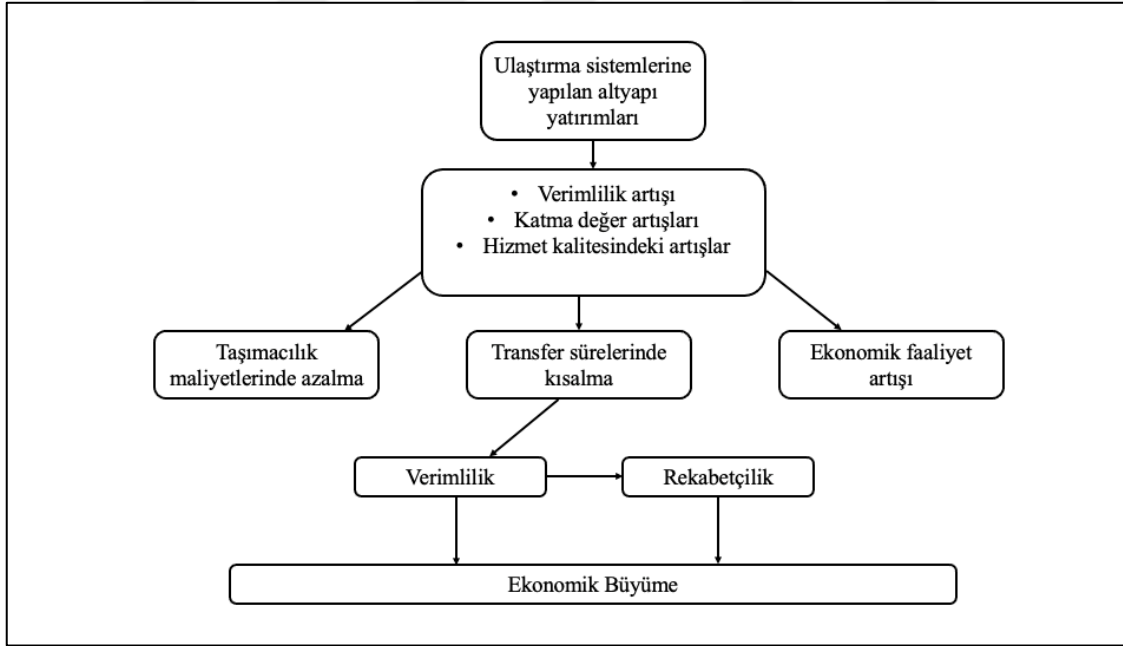 Ulaştırma sistemlerine
yapılan altyapı
yatırımları
• Verimlilik artışı
• Katma değer artışları
• Hizmet kalitesindeki artışlar
Taşımacılık
maliyetlerinde azalma
Transfer sürelerinde
kısalma
Ekonomik faaliyet
artışı
Verimlilik
Rekabetçilik
Ekonomik Büyüme